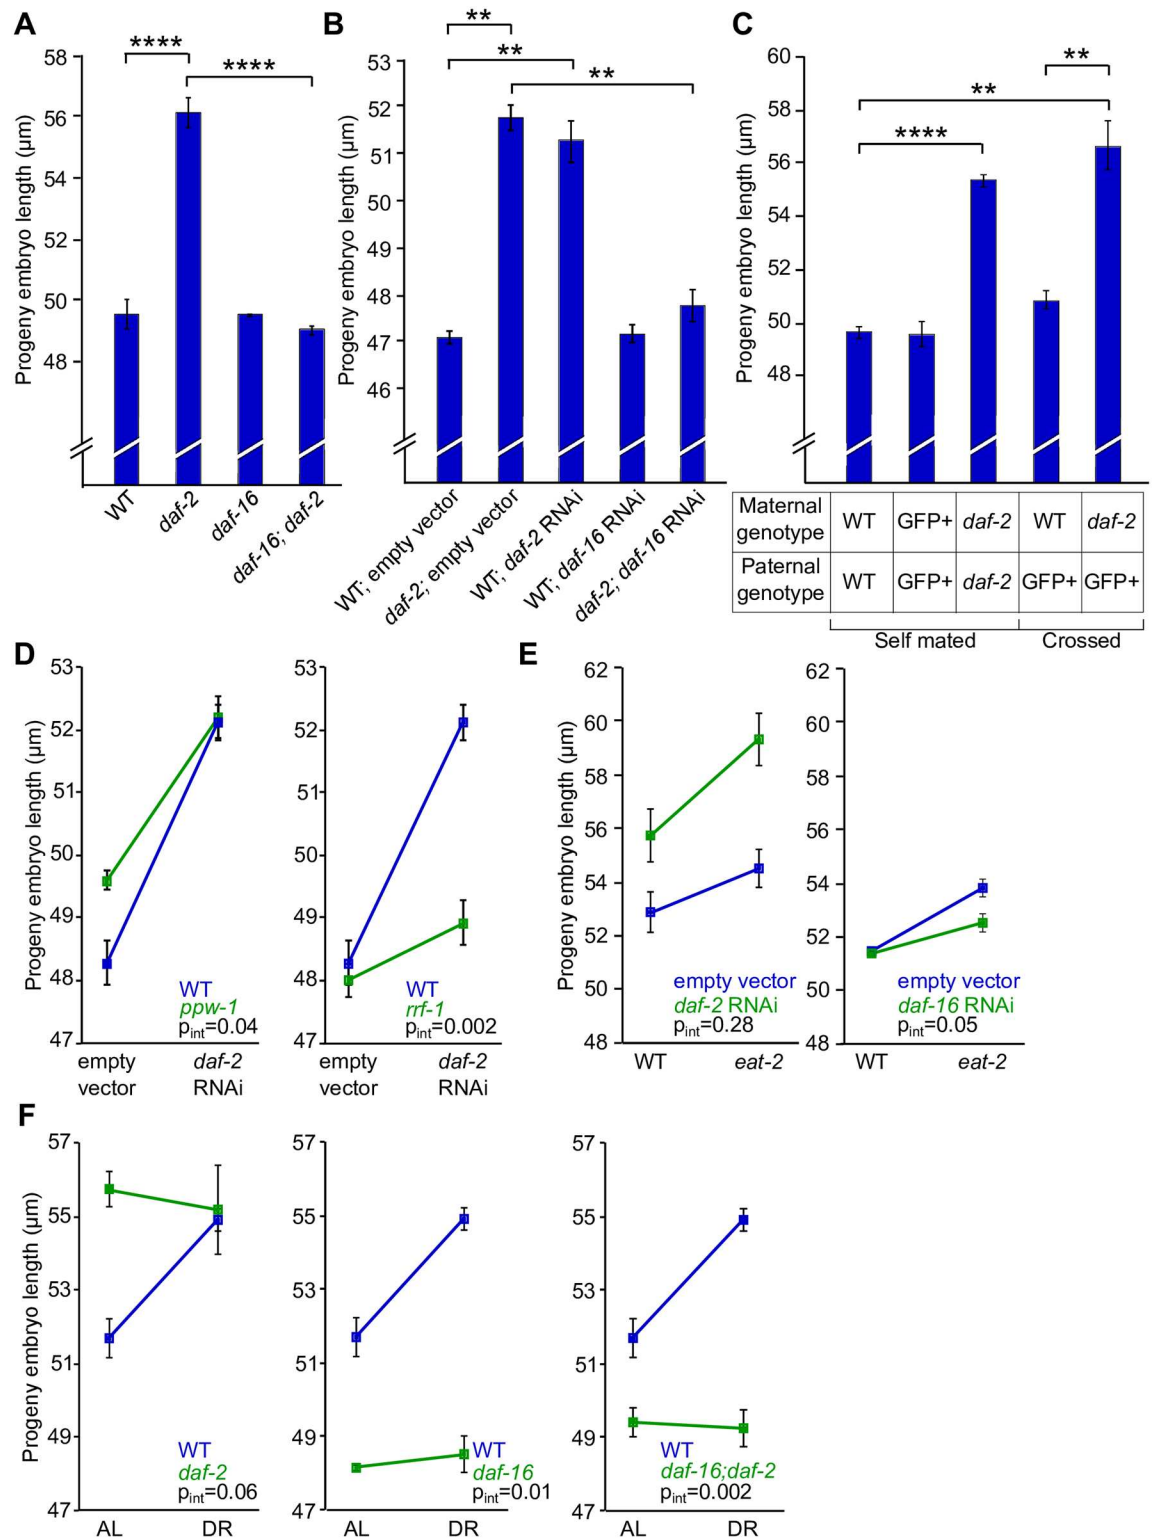 A
Progeny embryo length (µm)
58
56
54
52
50
48
****
****
WT
daf-2
daf-16
daf-16; daf-2
B
Progeny embryo length (µm)
53
52
51
50
49
48
47
46
**
**
**
WT; empty vector
daf-2; empty vector
WT; daf-2 RNAi
WT; daf-16 RNAi
daf-2; daf-16 RNAi
C
Progeny embryo length (µm)
60
58
56
54
52
50
48
**
**
****
Maternal genotype WT GFP+ daf-2 WT daf-2
Paternal genotype WT GFP+ daf-2 GFP+ GFP+
Self mated Crossed
D
Progeny embryo length (µm)
53
52
51
50
49
48
47
WT
ppw-1
pint=0.04
empty vector
daf-2 RNAi
53
52
51
50
49
48
47
WT
rrf-1
pint=0.002
empty vector
daf-2 RNAi
E
Progeny embryo length (µm)
62
60
58
56
54
52
50
48
empty vector
daf-2 RNAi
pint=0.28
WT eat-2
62
60
58
56
54
52
50
48
empty vector
daf-16 RNAi
pint=0.05
WT eat-2
F
Progeny embryo length (µm)
57
55
53
51
49
47
WT
daf-2
pint=0.06
AL DR
57
55
53
51
49
47
WT
daf-16
pint=0.01
AL DR
57
55
53
51
49
47
WT
daf-16;daf-2
pint=0.002
AL DR